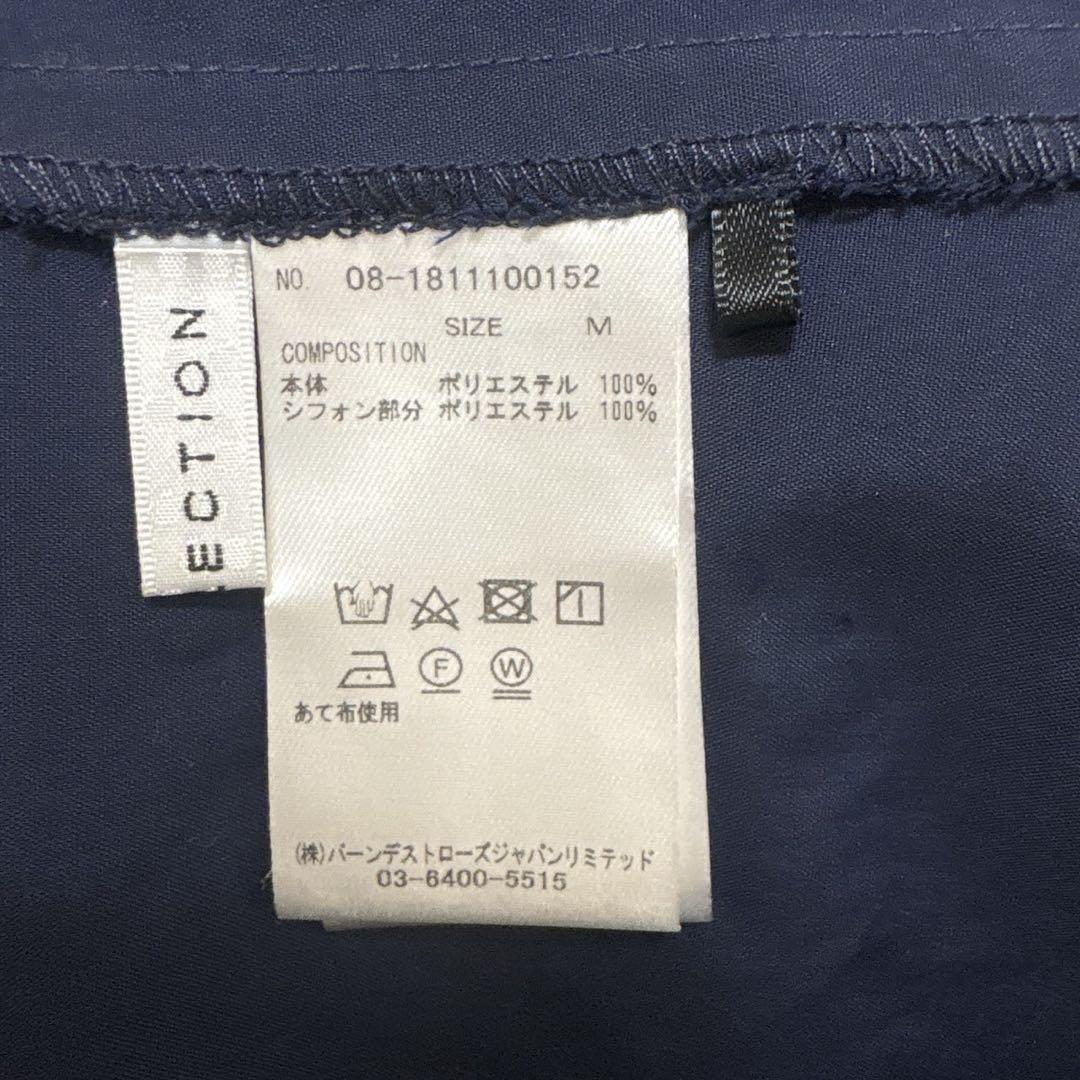 NO. 08-1811100152
SIZE M
COMPOSITION
本体 ポリエステル 100%
シフォン部分 ポリエステル 100%
F W
あて布使用
(株)バーンデストローズジャパンリミテッド
03-6400-5515
ECTION